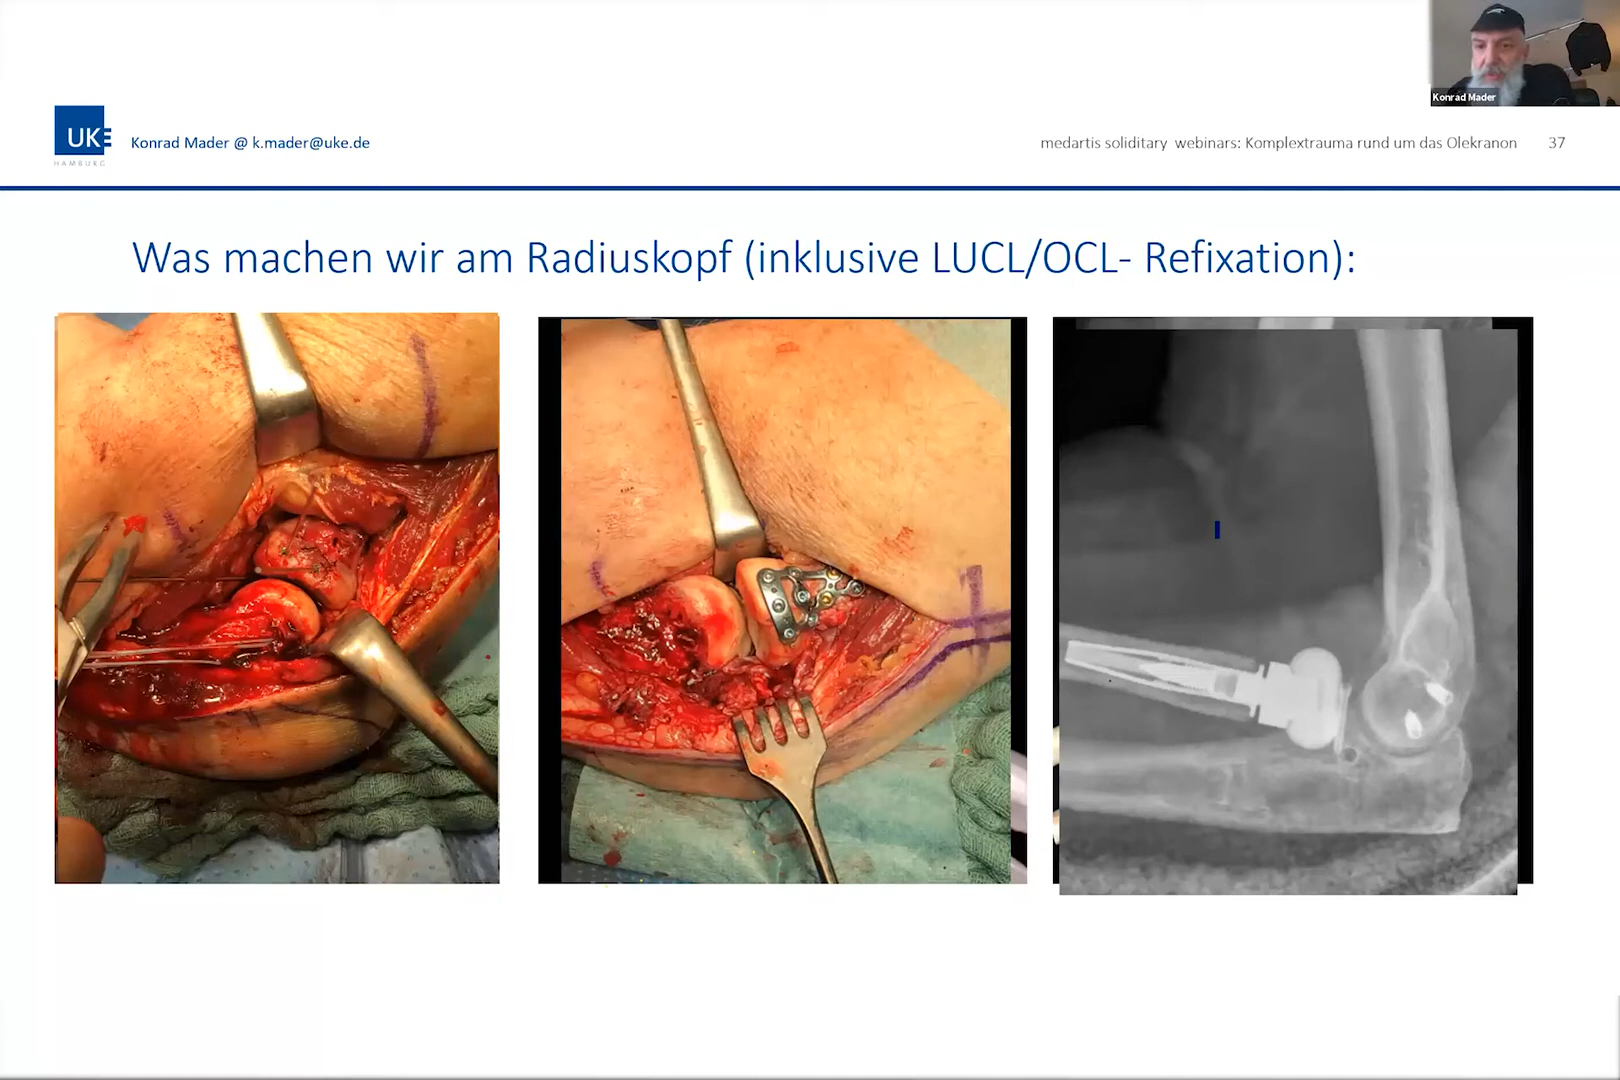 Konrad Mader
UKE
HAMBURG
Konrad Mader @ k.mader@uke.de
medartis soliditary webinars: Komplextrauma rund um das Olekranon 37
Was machen wir am Radiuskopf (inklusive LUCL/OCL- Refixation):